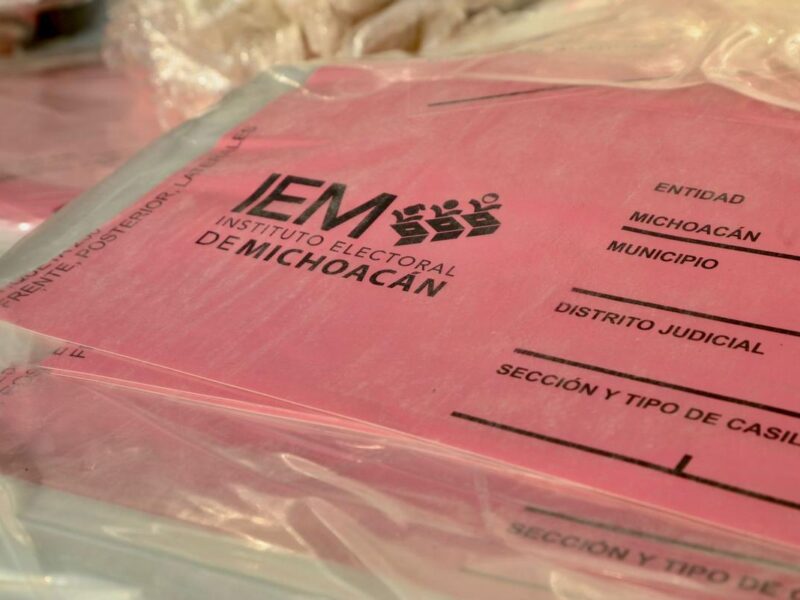 FRENTE, POSTERIOR, LATERALES
IEM
INSTITUTO ELECTORAL
DE MICHOACÁN
ENTIDAD
MICHOACÁN
MUNICIPIO
DISTRITO JUDICIAL
SECCIÓN Y TIPO DE CASIL
SECCIÓN Y TIPO DE C